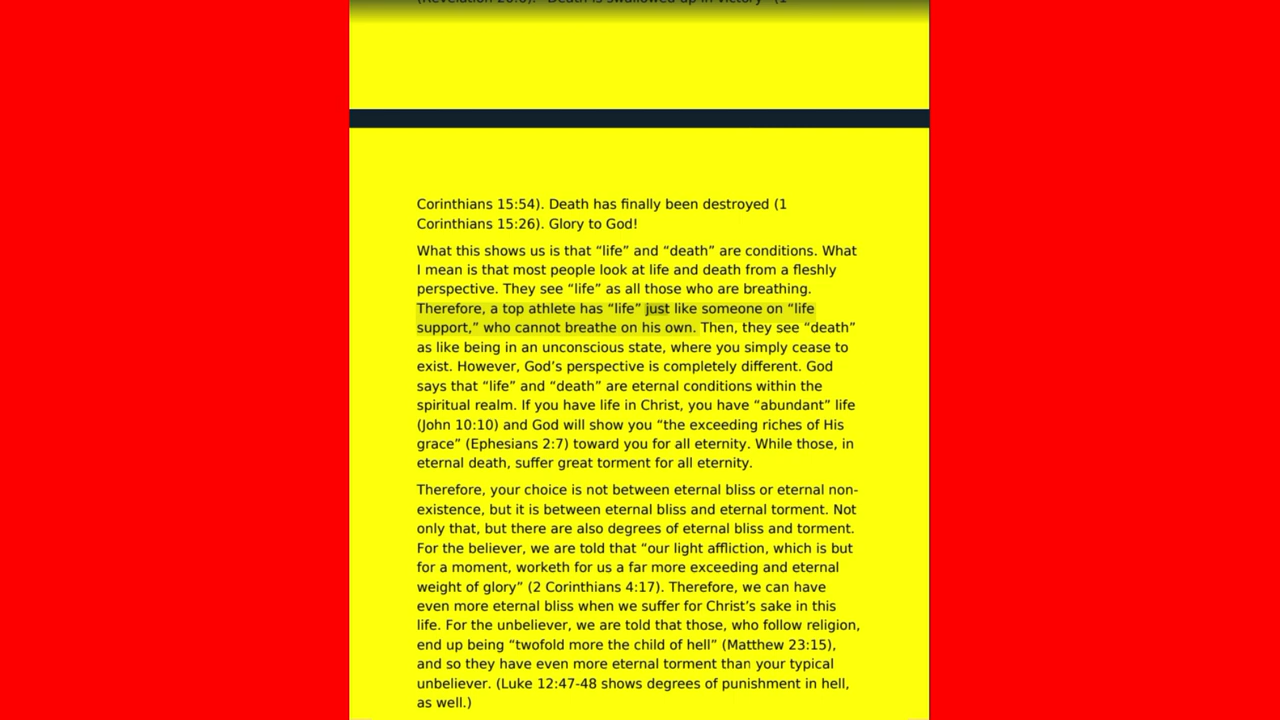 (Revelation 20:6). “Death is swallowed up in victory” (1
Corinthians 15:54). Death has finally been destroyed (1
Corinthians 15:26). Glory to God!
What this shows us is that “life” and “death” are conditions. What
I mean is that most people look at life and death from a fleshly
perspective. They see “life” as all those who are breathing.
Therefore, a top athlete has “life” just like someone on “life
support,” who cannot breathe on his own. Then, they see “death”
as like being in an unconscious state, where you simply cease to
exist. However, God’s perspective is completely different. God
says that “life” and “death” are eternal conditions within the
spiritual realm. If you have life in Christ, you have “abundant” life
(John 10:10) and God will show you “the exceeding riches of His
grace” (Ephesians 2:7) toward you for all eternity. While those, in
eternal death, suffer great torment for all eternity.
Therefore, your choice is not between eternal bliss or eternal non-
existence, but it is between eternal bliss and eternal torment. Not
only that, but there are also degrees of eternal bliss and torment.
For the believer, we are told that “our light affliction, which is but
for a moment, worketh for us a far more exceeding and eternal
weight of glory” (2 Corinthians 4:17). Therefore, we can have
even more eternal bliss when we suffer for Christ’s sake in this
life. For the unbeliever, we are told that those, who follow religion,
end up being “twofold more the child of hell” (Matthew 23:15),
and so they have even more eternal torment than your typical
unbeliever. (Luke 12:47-48 shows degrees of punishment in hell,
as well.)